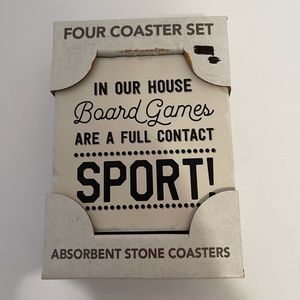 FOUR COASTER SET
IN OUR HOUSE
Board Games
ARE A FULL CONTACT
SPORT!
ABSORBENT STONE COASTERS